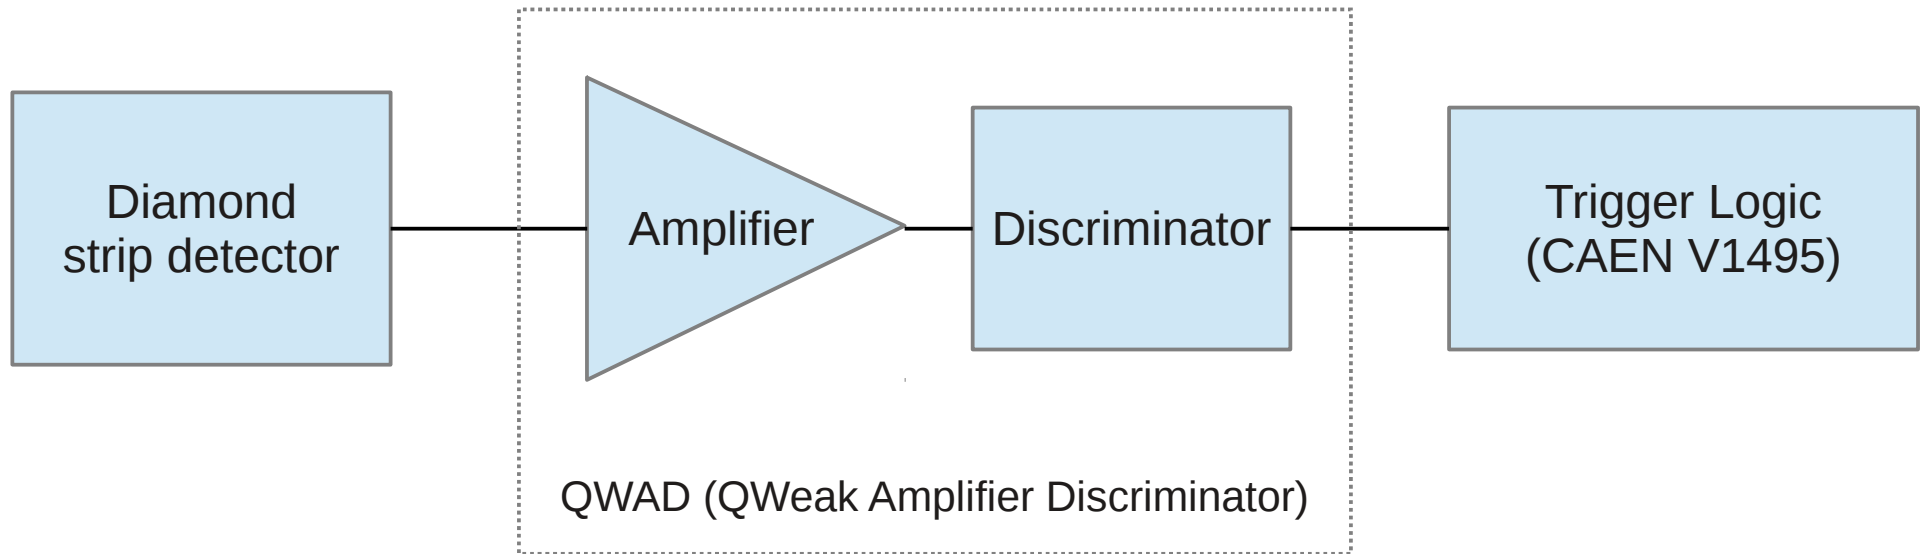 Diamond
strip detector
Amplifier
Discriminator
Trigger Logic
(CAEN V1495)
QWAD (QWeak Amplifier Discriminator)